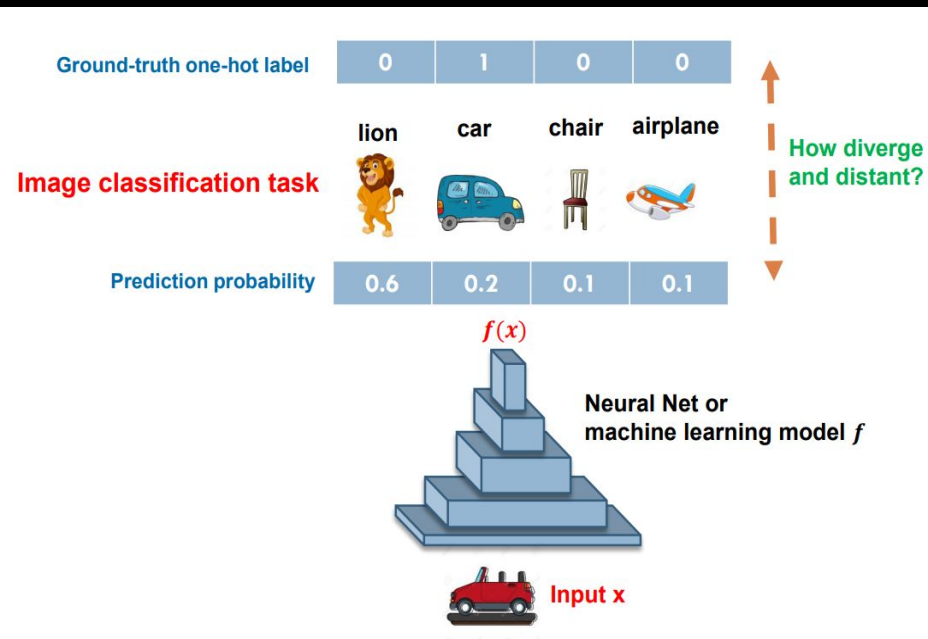 Ground-truth one-hot label 0 1 0 0
lion car chair airplane
How diverge
and distant?
Image classification task
Prediction probability 0.6 0.2 0.1 0.1
f(x)
Neural Net or
machine learning model f
Input x